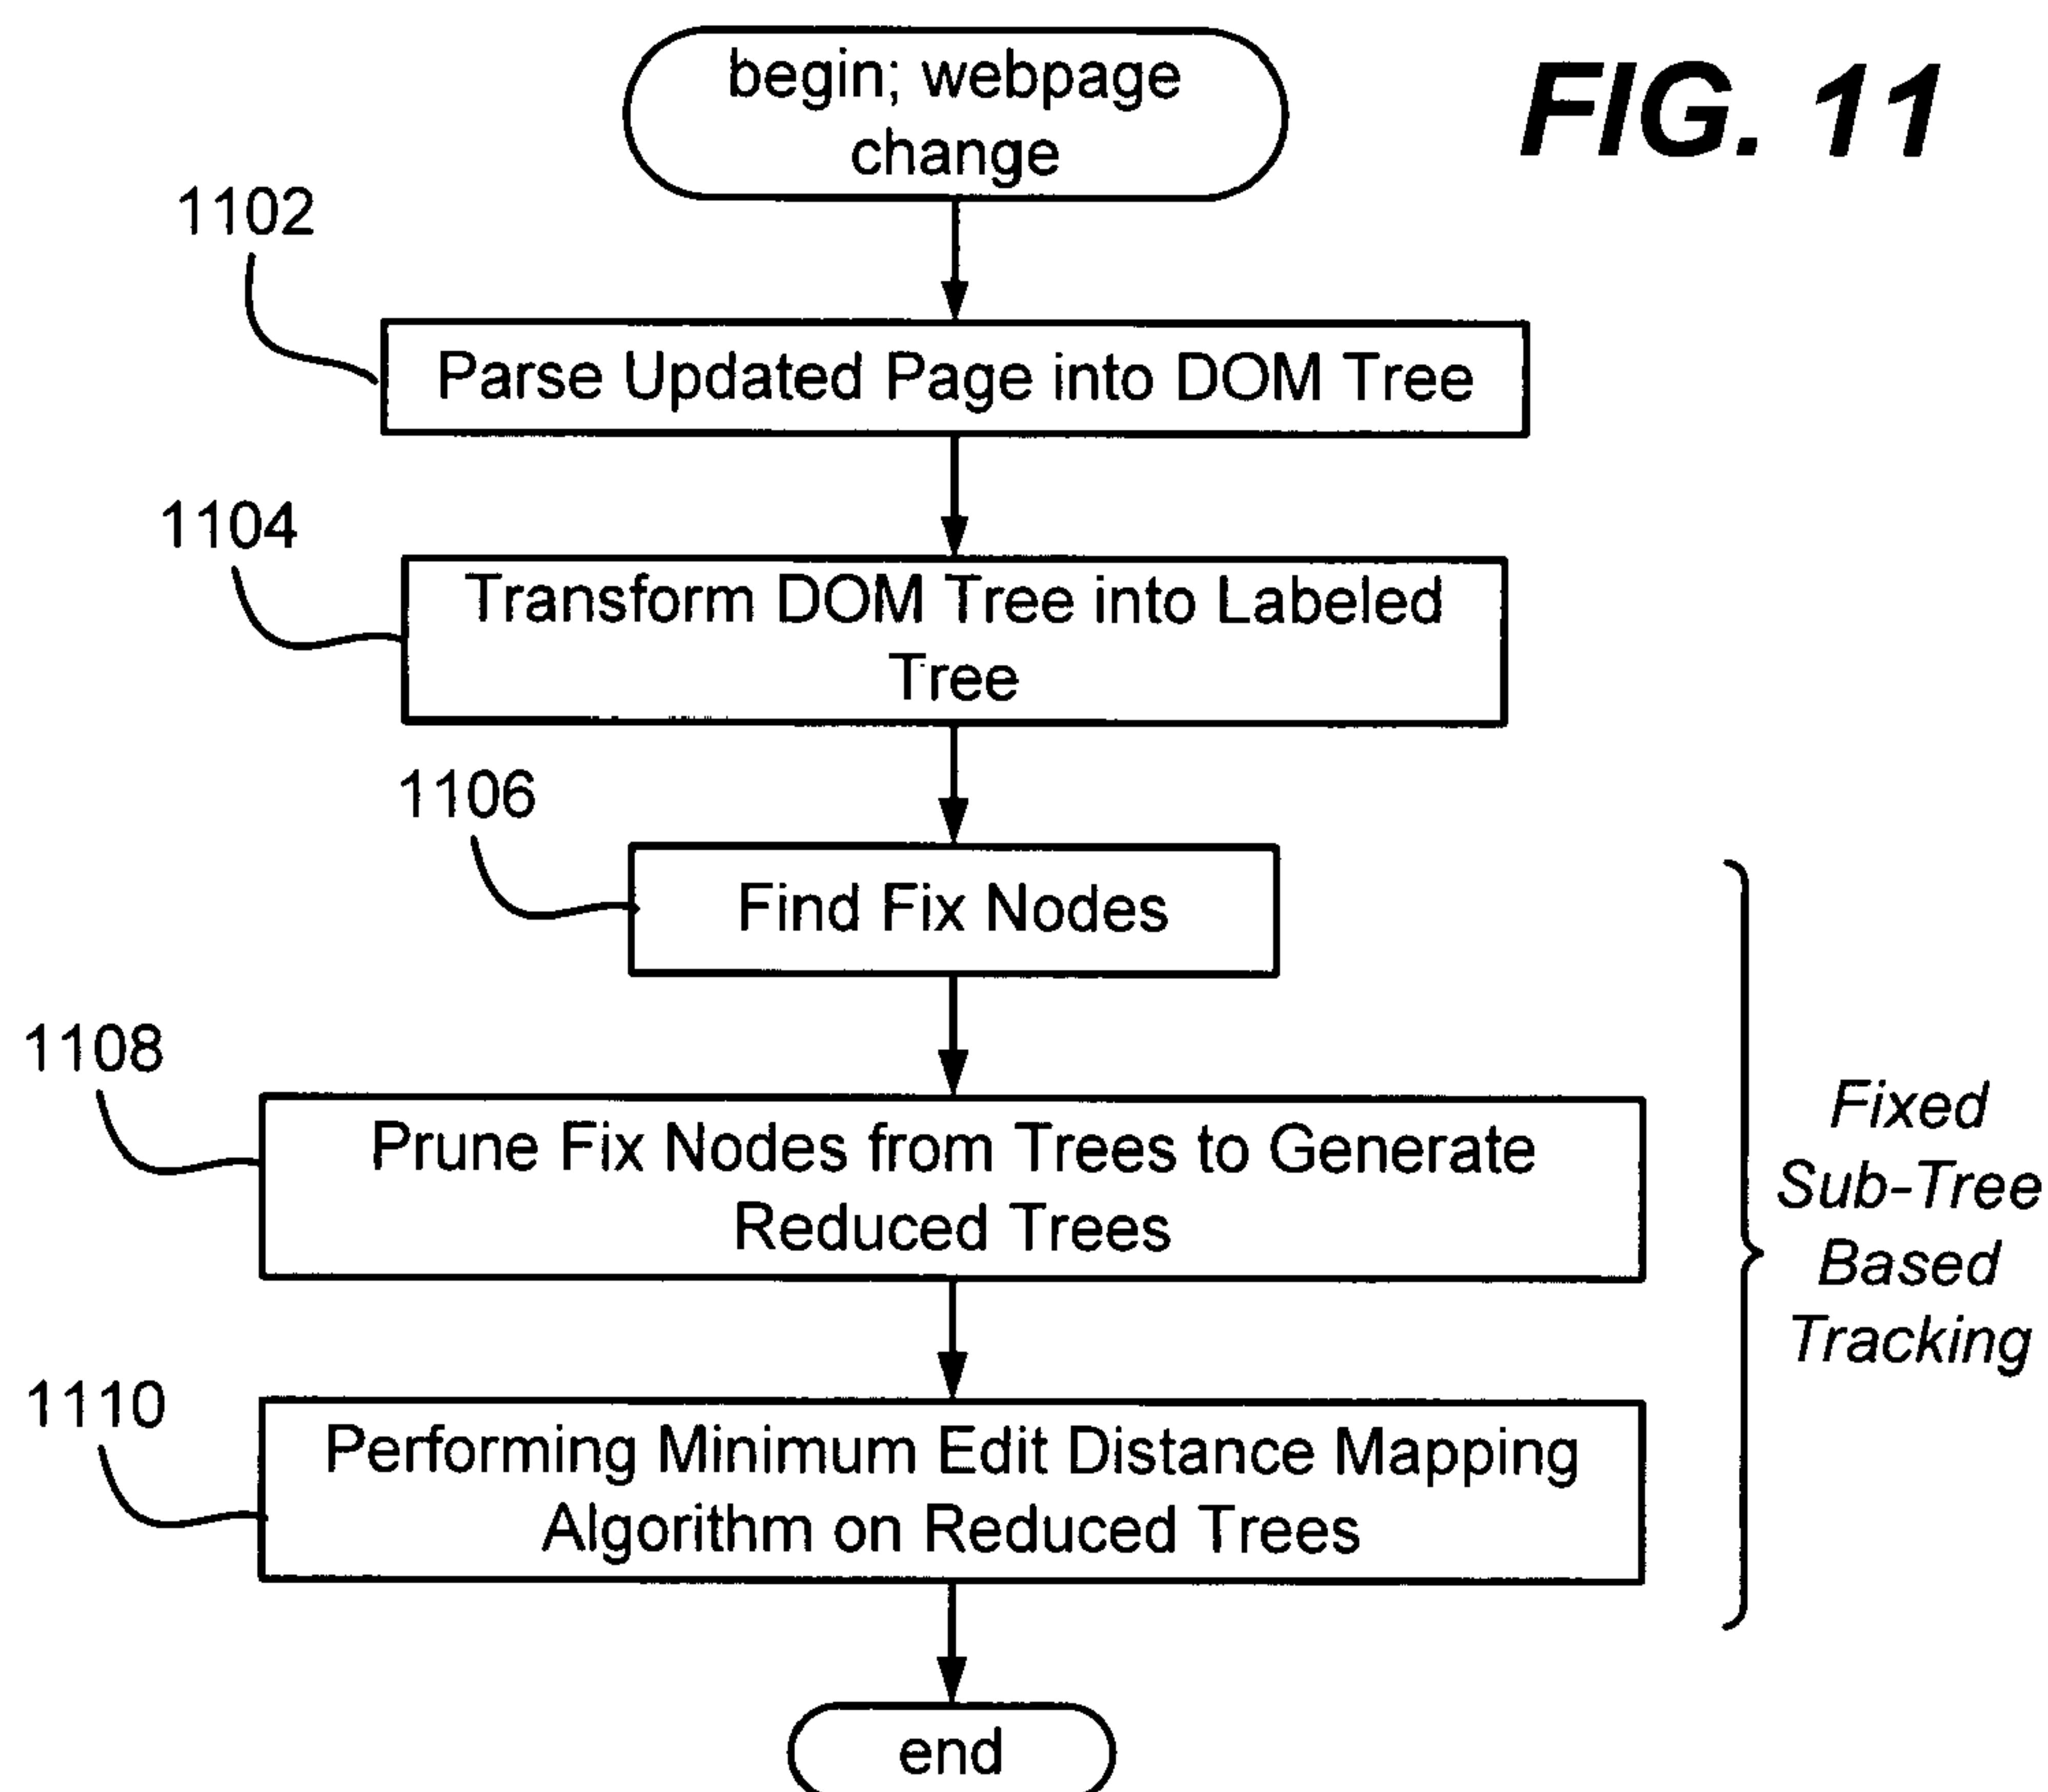 begin; webpage
change
FIG. 11
1102
Parse Updated Page into DOM Tree
1104
Transform DOM Tree into Labeled
Tree
1106
Find Fix Nodes
1108
Prune Fix Nodes from Trees to Generate
Reduced Trees
Fixed
Sub-Tree
Based
Tracking
1110
Performing Minimum Edit Distance Mapping
Algorithm on Reduced Trees
end